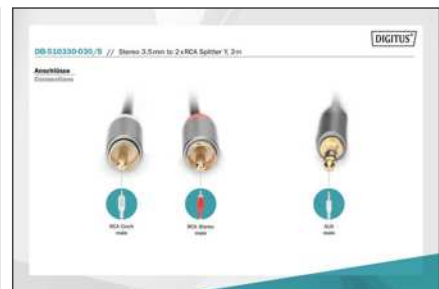 DIGITUS®
DB-510330-030/S // Stereo 3.5mm to 2xRCA Splitter Y, 3m
Anschlüsse
Connections
RCA Cinch
male
RCA Stereo
male
AUX
male